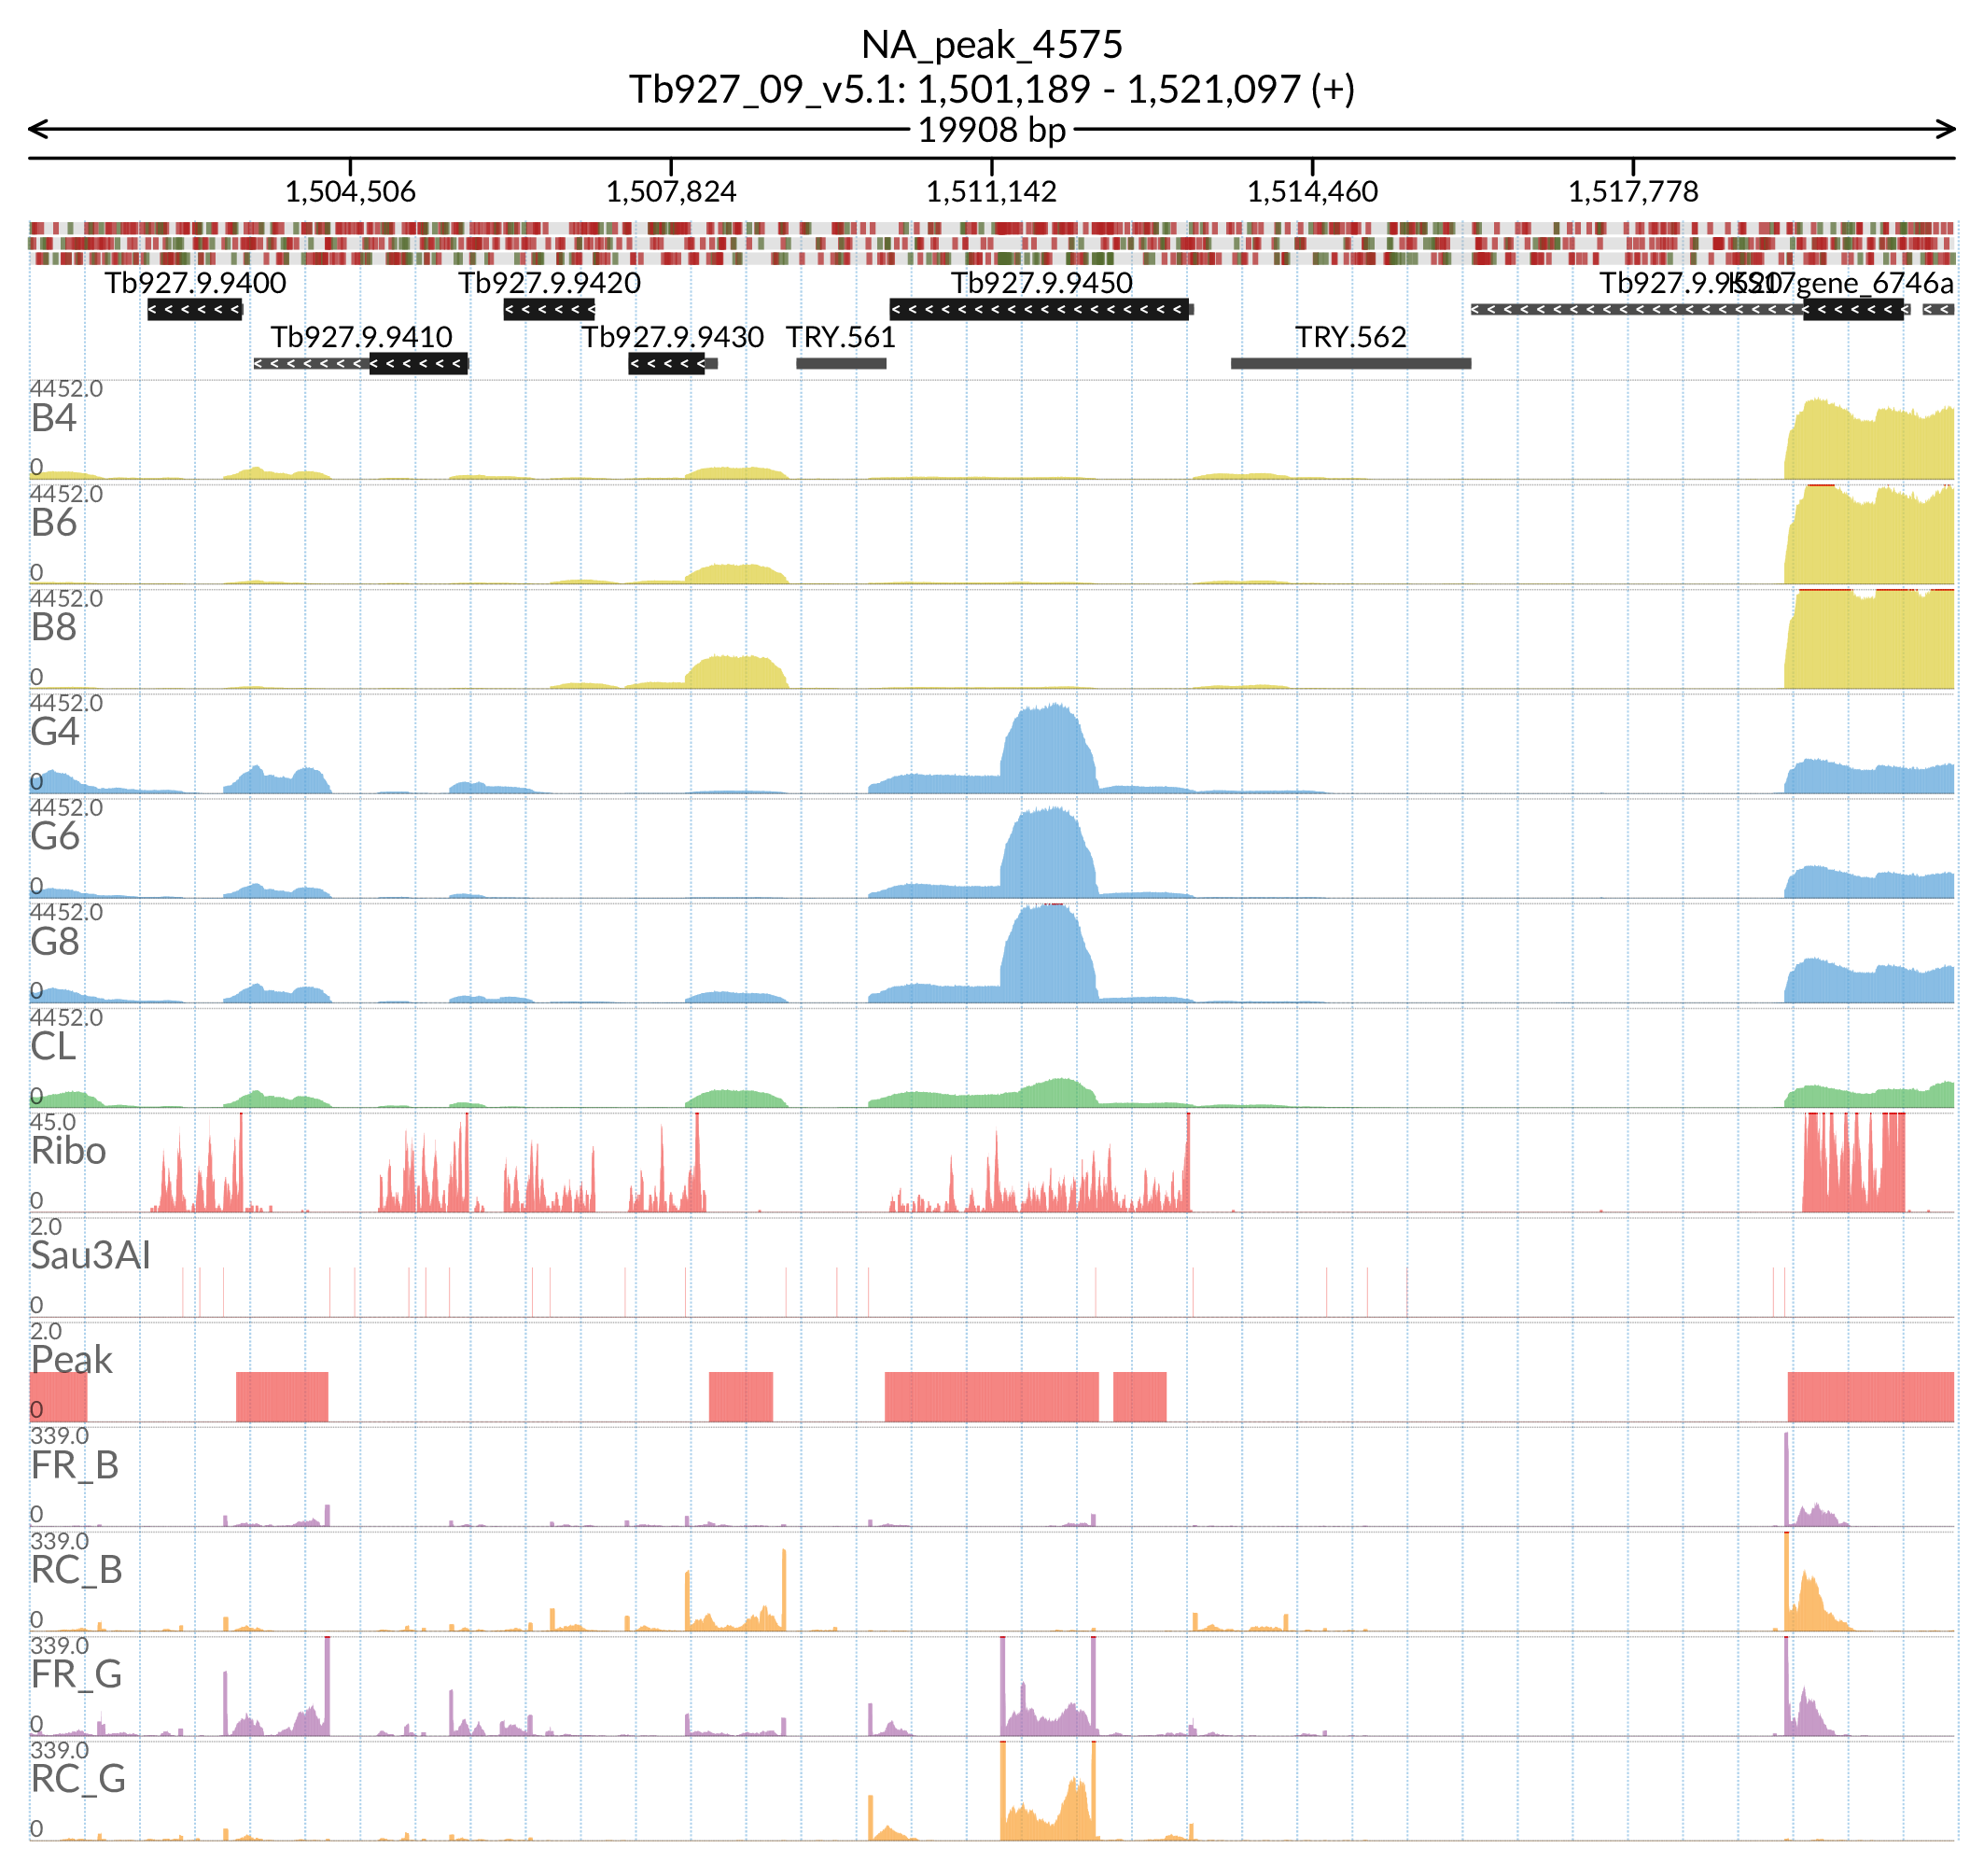 NA_peak_4575
Tb927_09_v5.1: 1,501,189 - 1,521,097 (+)
19908 bp
1,504,506 1,507,824 1,511,142 1,514,460 1,517,778
Tb927.9.9400 Tb927.9.9420 Tb927.9.9450 Tb927.9.9520 KS17gene_6746a
Tb927.9.9410 Tb927.9.9430 TRY.561 TRY.562
4452.0
B4
0
4452.0
B6
0
4452.0
B8
0
4452.0
G4
0
4452.0
G6
0
4452.0
G8
0
4452.0
CL
0
45.0
Ribo
0
2.0
Sau3AI
0
2.0
Peak
0
339.0
FR_B
0
339.0
RC_B
0
339.0
FR_G
0
339.0
RC_G
0